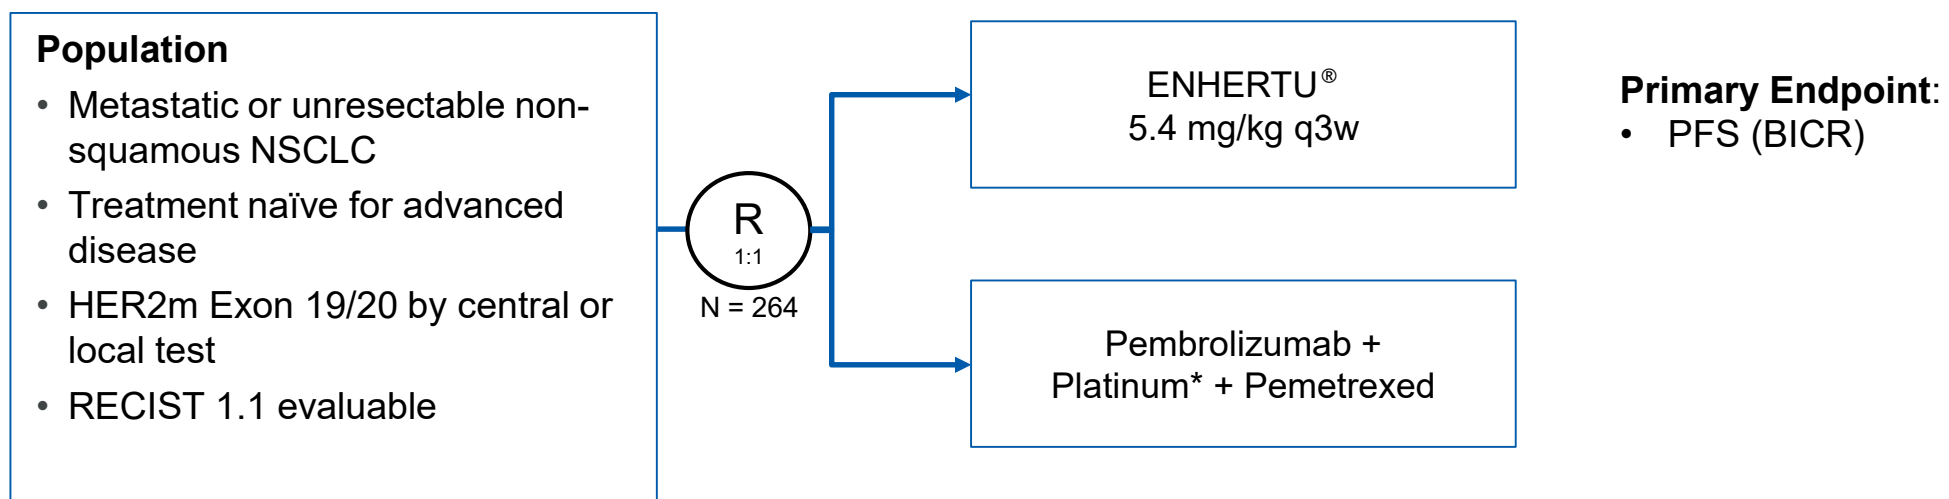 Population
• Metastatic or unresectable non-
squamous NSCLC
• Treatment naïve for advanced
disease
• HER2m Exon 19/20 by central or
local test
• RECIST 1.1 evaluable
R
1:1
N = 264
ENHERTU®
5.4 mg/kg q3w
Pembrolizumab +
Platinum* + Pemetrexed
Primary Endpoint:
• PFS (BICR)